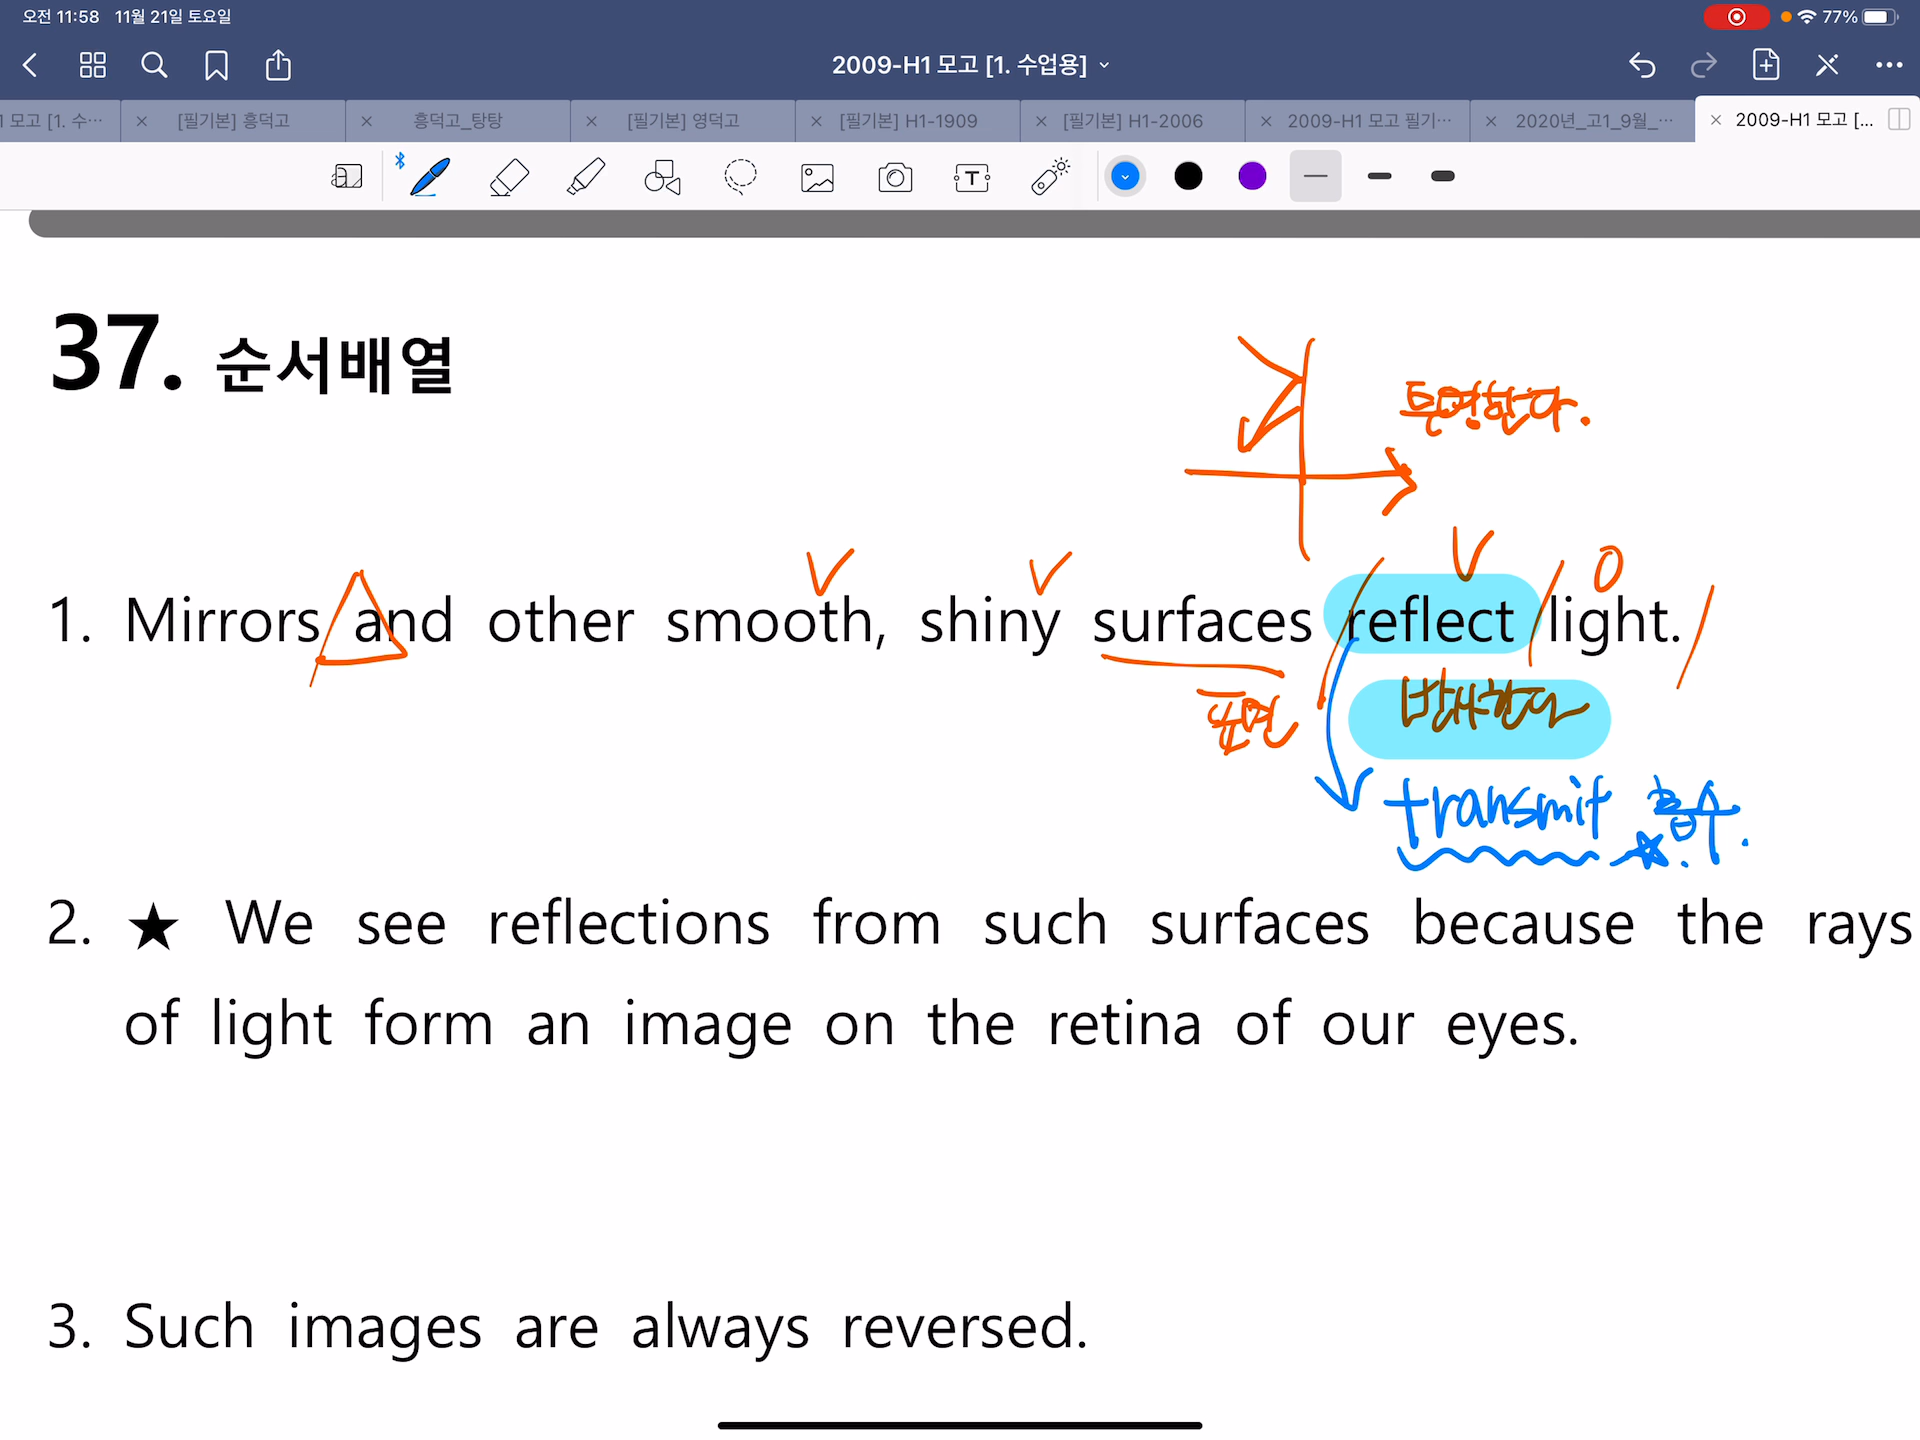 오전 11:58 11월 21일 토요일
77%
2009-H1 모고 [1. 수업용]
모고 [1. 수…
[필기본] 흥덕고
흥덕고_탕탕
[필기본] 영덕고
[필기본] H1-1909
[필기본] H1-2006
2009-H1 모고 필기…
2020년_고1_9월_…
2009-H1 모고 […
37. 순서배열
투영한다.
V V V O
1. Mirrors and other smooth, shiny surfaces reflect light.
표면 반사한다
transmit 흡수.
2. ★ We see reflections from such surfaces because the rays
of light form an image on the retina of our eyes.
3. Such images are always reversed.